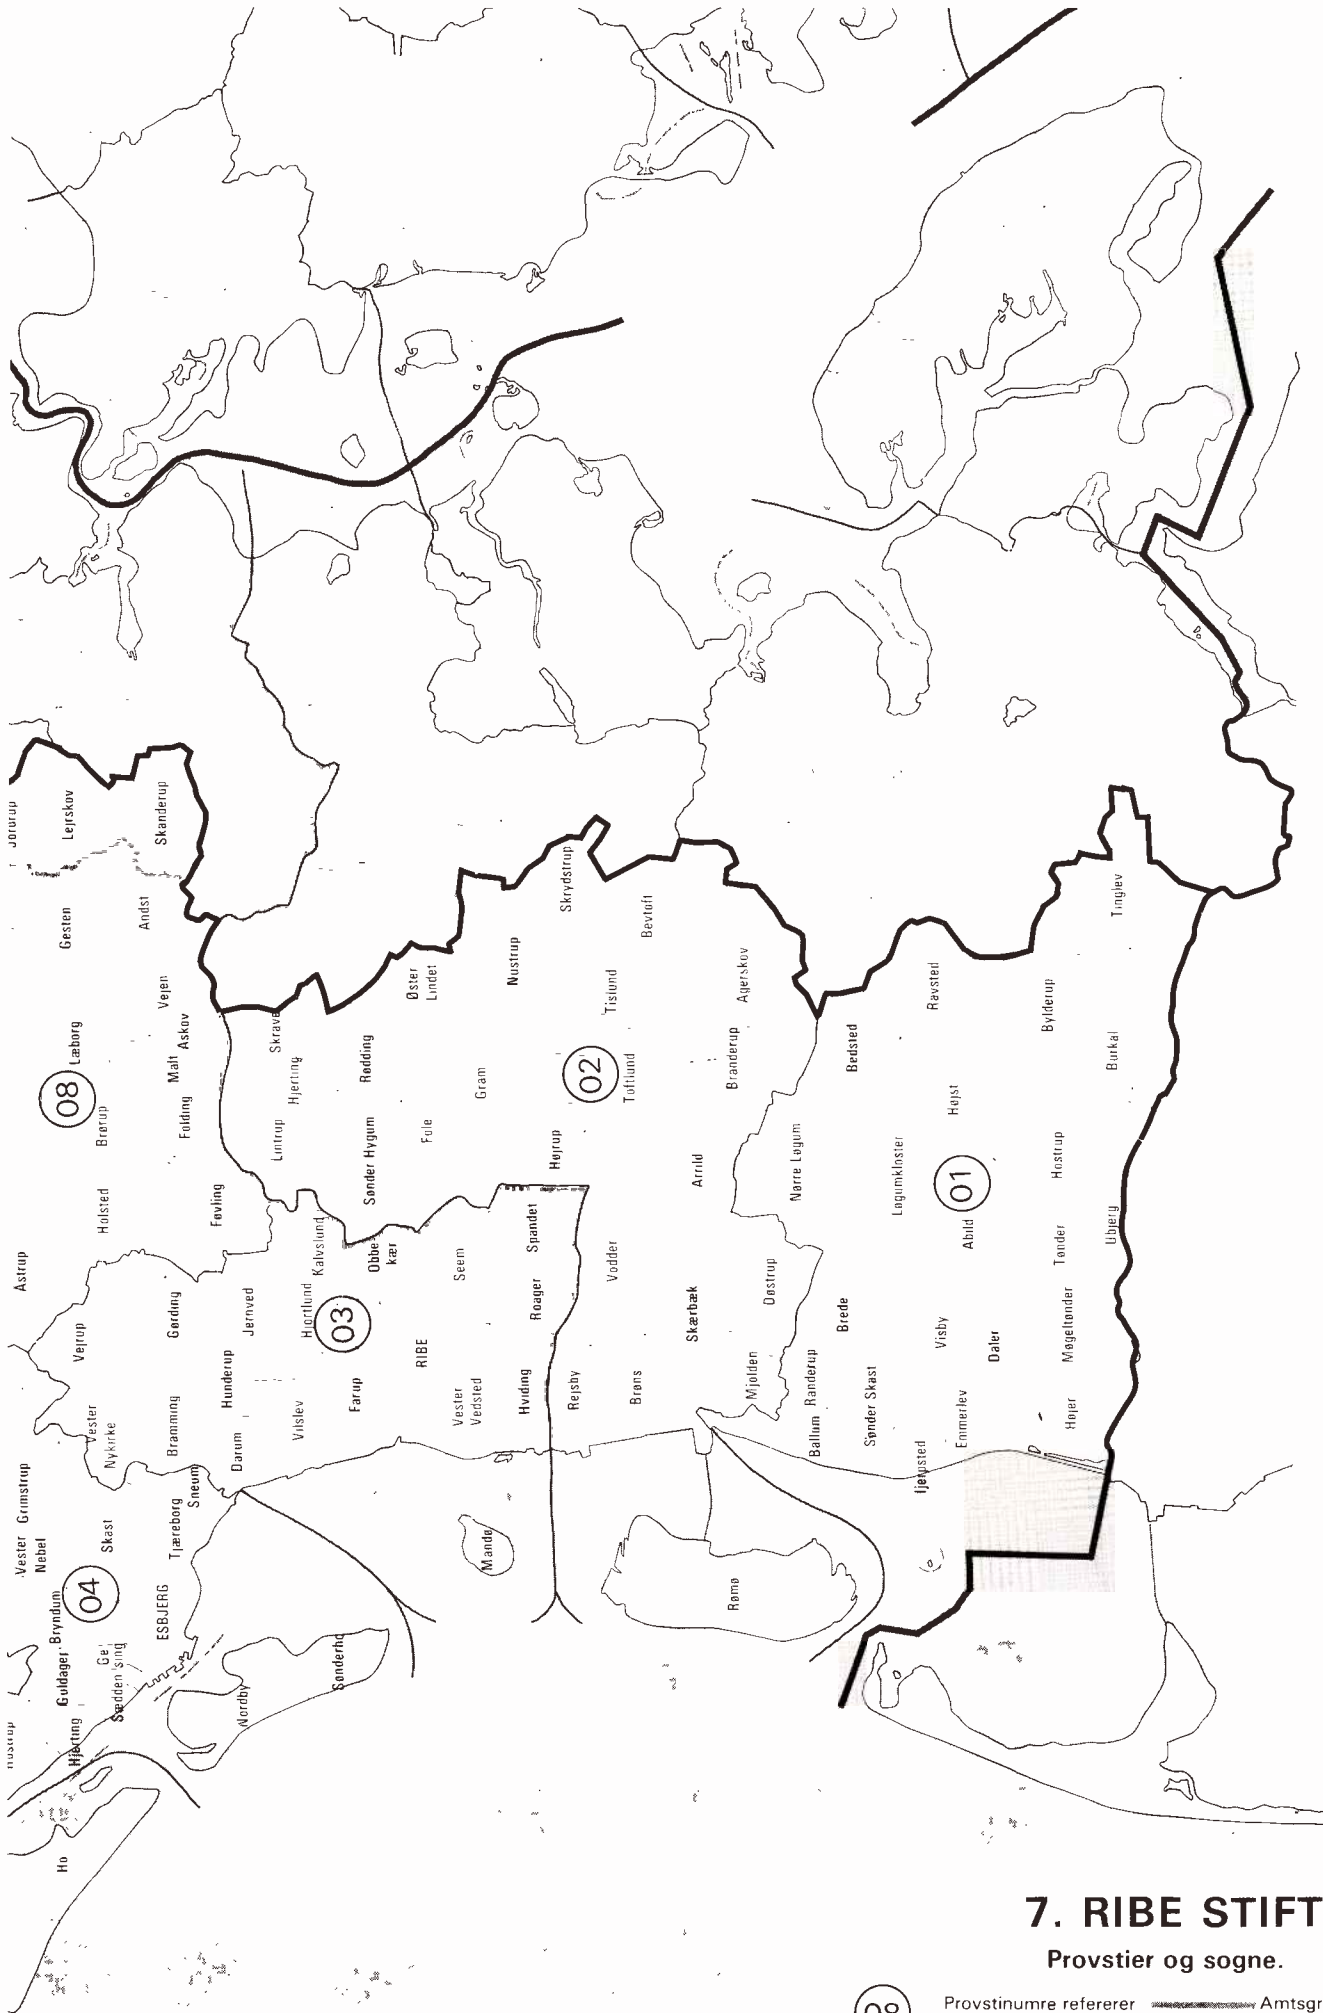 Lejrskov
Skanderup
Gesten
Andst
Vejen
Læborg
Askov
Malt
08
Brørup
Folding
Holsted
Føvling
Astrup
Skrave
Hjerting
Lintrup
Rødding
Sønder Hygum
Øster
Lindet
Fole
Gram
Nustrup
Skrydstrup
Bevtoft
Tislund
02
Toftlund
Højrup
Agerskov
Branderup
Arrild
Kalvslund
Obbe-
kær
Seem
Spandet
Roager
Vodder
Hjortlund
03
Jernved
Gørding
Vejrup
Hunderup
RIBE
Farup
Vilslev
Darum
Bramming
Vester
Nykirke
Vester
Vedsted
Hviding
Rejsby
Brøns
Skærbæk
Døstrup
Mjolden
Bedsted
Ravsted
Bylderup
Tinglev
Burkal
Højst
Nørre Løgum
Løgumkloster
01
Hostrup
Abild
Tønder
Ubjerg
Brede
Visby
Daler
Møgeltønder
Randerup
Ballum
Sønder Skast
Emmerlev
Højer
Hjerpsted
Grimstrup
Vester
Nebel
Skast
Sneum
Tjæreborg
04
Bryndum
ESBJERG
Guldager
Sædden
Hjerting
Nordby
Sønderho
Ho
Mandø
Rømø
7. RIBE STIFT
Provstier og sogne.
08
Provstinumre refererer
Amtsgr